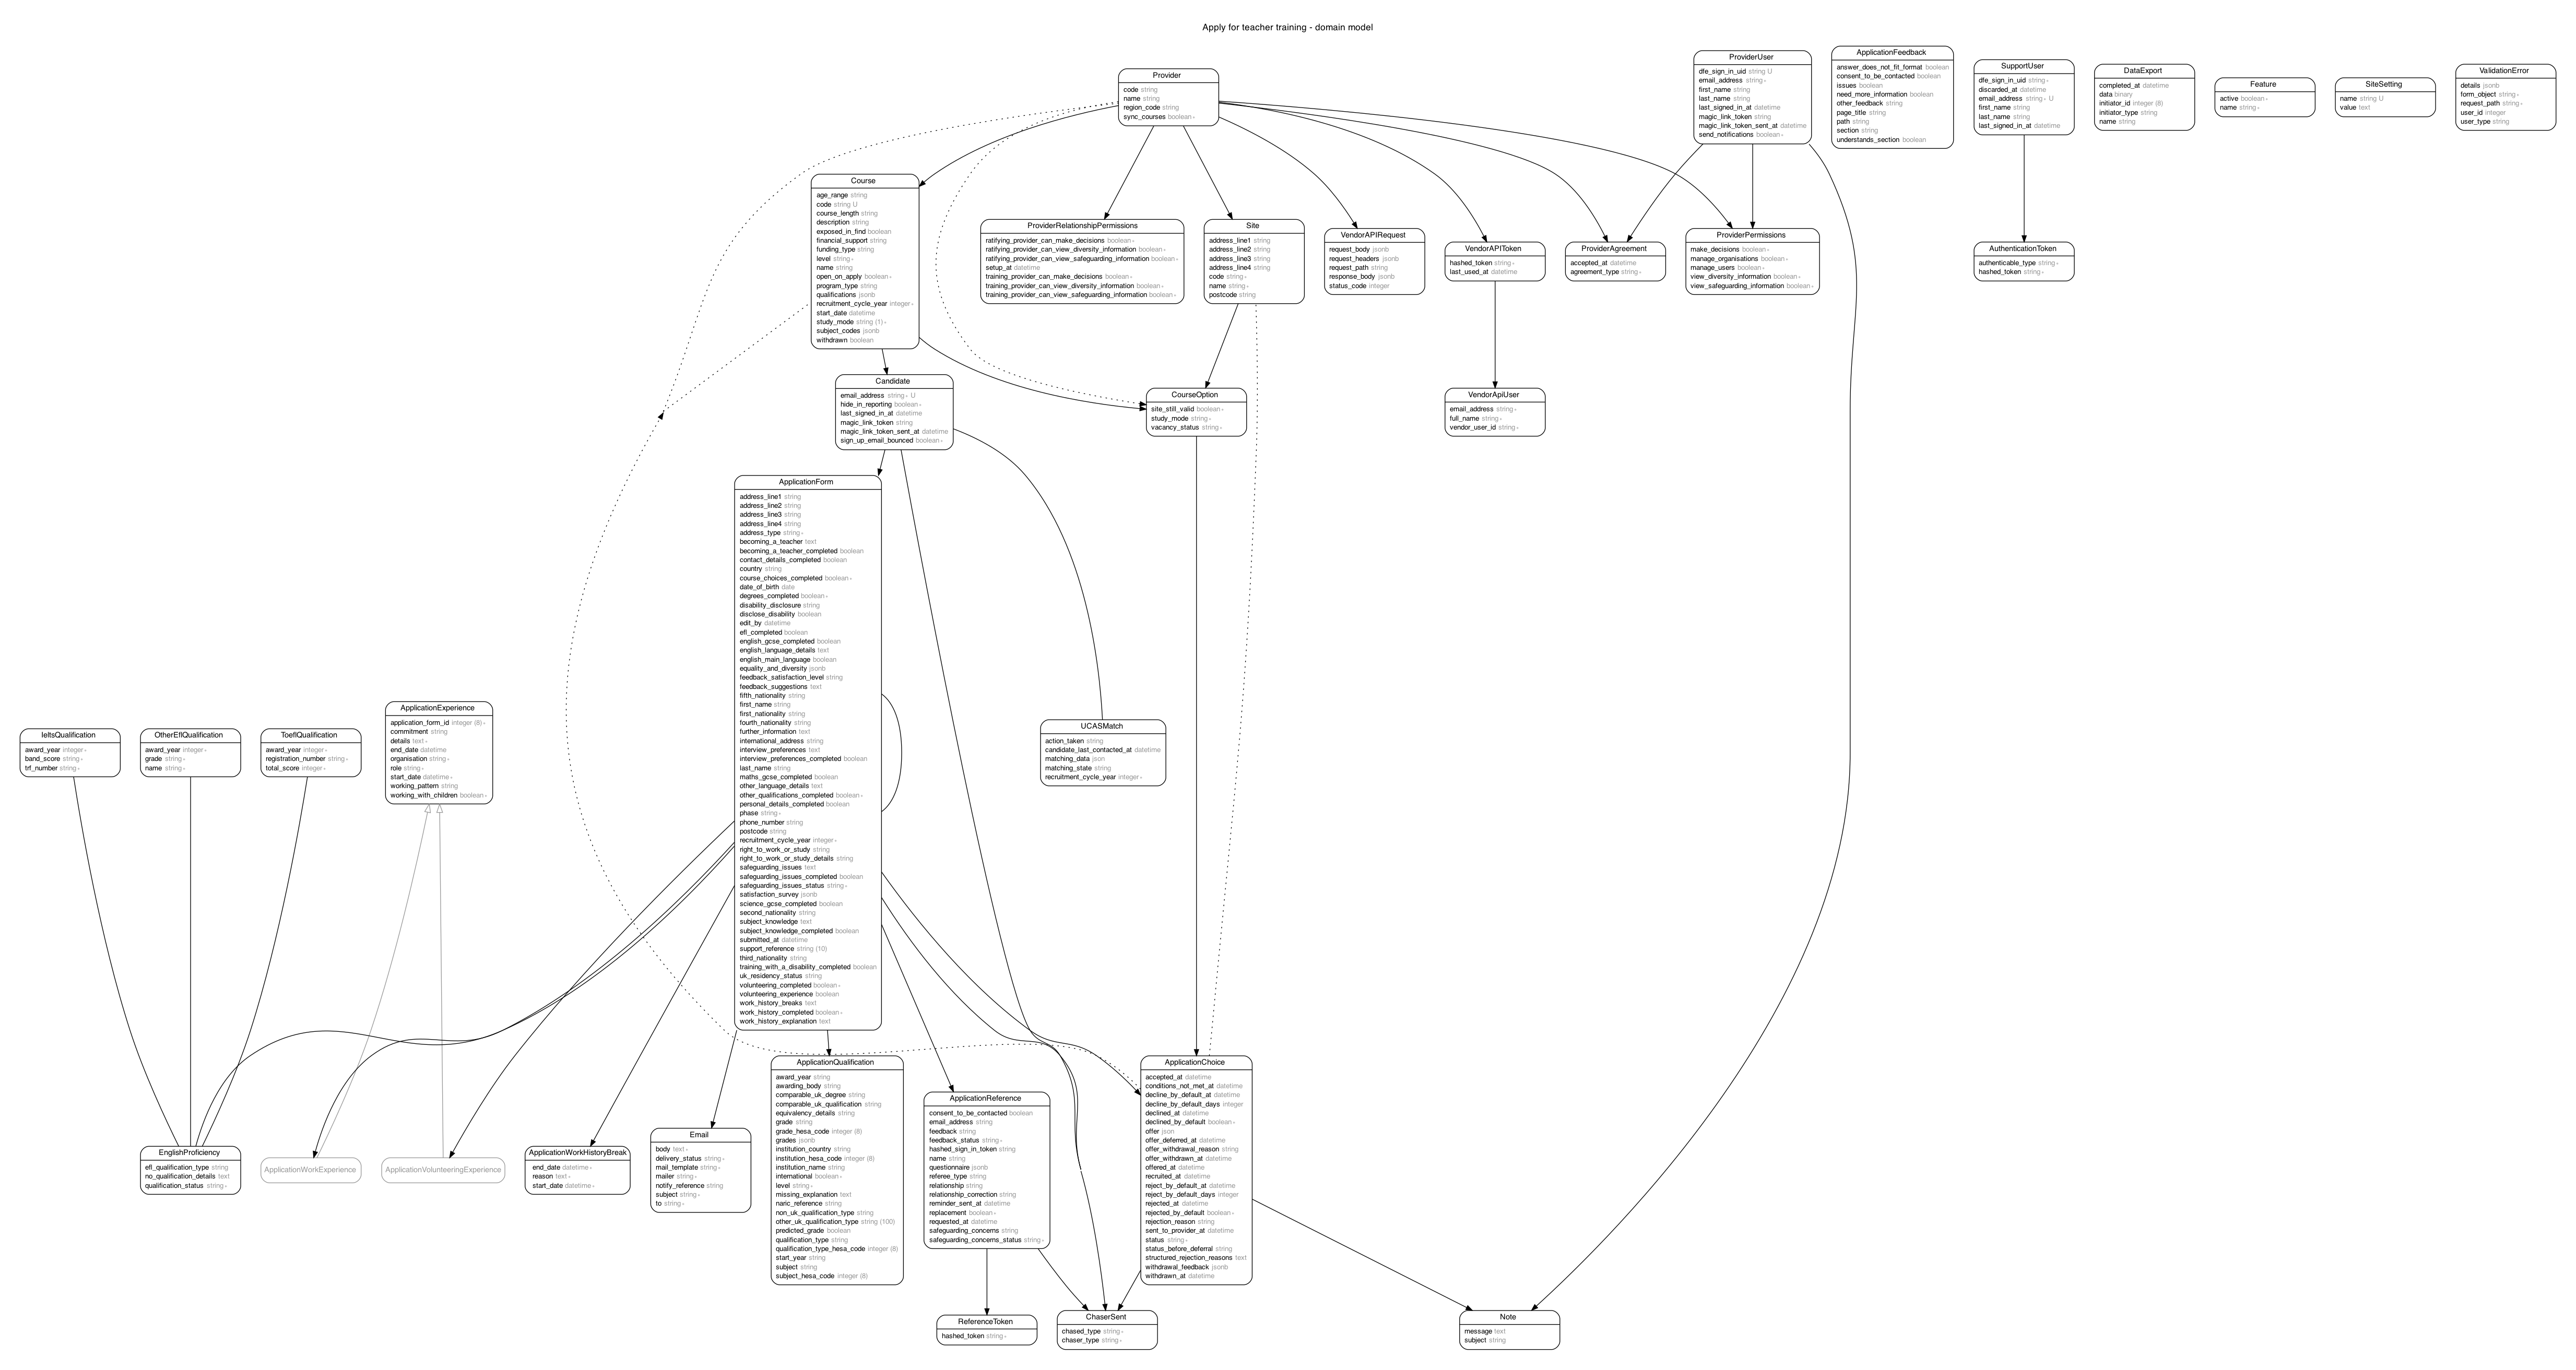 Apply for teacher training - domain model
Provider
code string
name string
region_code string
sync_courses boolean *
ProviderUser
dfe_sign_in_uid string U
email_address string *
first_name string
last_name string
last_signed_in_at datetime
magic_link_token string
magic_link_token_sent_at datetime
send_notifications boolean *
ApplicationFeedback
answer_does_not_fit_format boolean
consent_to_be_contacted boolean
issues boolean
need_more_information boolean
other_feedback string
page_title string
path string
section string
understands_section boolean
SupportUser
dfe_sign_in_uid string *
discarded_at datetime
email_address string * U
first_name string
last_name string
last_signed_in_at datetime
DataExport
completed_at datetime
data binary
initiator_id integer (8)
initiator_type string
name string
Feature
active boolean *
name string *
SiteSetting
name string U
value text
ValidationError
details jsonb
form_object string *
request_path string *
user_id integer
user_type string
Course
age_range string
code string U
course_length string
description string
exposed_in_find boolean
financial_support string
funding_type string
level string *
name string
open_on_apply boolean *
program_type string
qualifications jsonb
recruitment_cycle_year integer *
start_date datetime
study_mode string (1) *
subject_codes jsonb
withdrawn boolean
ProviderRelationshipPermissions
ratifying_provider_can_make_decisions boolean *
ratifying_provider_can_view_diversity_information boolean *
ratifying_provider_can_view_safeguarding_information boolean *
setup_at datetime
training_provider_can_make_decisions boolean *
training_provider_can_view_diversity_information boolean *
training_provider_can_view_safeguarding_information boolean *
Site
address_line1 string
address_line2 string
address_line3 string
address_line4 string
code string *
name string *
postcode string
VendorAPIRequest
request_body jsonb
request_headers jsonb
request_path string
response_body jsonb
status_code integer
VendorAPIToken
hashed_token string *
last_used_at datetime
ProviderAgreement
accepted_at datetime
agreement_type string *
ProviderPermissions
make_decisions boolean *
manage_organisations boolean *
manage_users boolean *
view_diversity_information boolean *
view_safeguarding_information boolean *
AuthenticationToken
authenticable_type string *
hashed_token string *
Candidate
email_address string * U
hide_in_reporting boolean *
last_signed_in_at datetime
magic_link_token string
magic_link_token_sent_at datetime
sign_up_email_bounced boolean *
CourseOption
site_still_valid boolean *
study_mode string *
vacancy_status string *
VendorApiUser
email_address string *
full_name string *
vendor_user_id string *
ApplicationForm
address_line1 string
address_line2 string
address_line3 string
address_line4 string
address_type string *
becoming_a_teacher text
becoming_a_teacher_completed boolean
contact_details_completed boolean
country string
course_choices_completed boolean *
date_of_birth date
degrees_completed boolean *
disability_disclosure string
disclose_disability boolean
edit_by datetime
efl_completed boolean
english_gcse_completed boolean
english_language_details text
english_main_language boolean
equality_and_diversity jsonb
feedback_satisfaction_level string
feedback_suggestions text
fifth_nationality string
first_name string
first_nationality string
fourth_nationality string
further_information text
international_address string
interview_preferences text
interview_preferences_completed boolean
last_name string
maths_gcse_completed boolean
other_language_details text
other_qualifications_completed boolean *
personal_details_completed boolean
phase string *
phone_number string
postcode string
recruitment_cycle_year integer *
right_to_work_or_study string
right_to_work_or_study_details string
safeguarding_issues text
safeguarding_issues_completed boolean
safeguarding_issues_status string *
satisfaction_survey jsonb
science_gcse_completed boolean
second_nationality string
subject_knowledge text
subject_knowledge_completed boolean
submitted_at datetime
support_reference string (10)
third_nationality string
training_with_a_disability_completed boolean
uk_residency_status string
volunteering_completed boolean *
volunteering_experience boolean
work_history_breaks text
work_history_completed boolean *
work_history_explanation text
IeltsQualification
award_year integer *
band_score string *
trf_number string *
OtherEflQualification
award_year integer *
grade string *
name string *
ToeflQualification
award_year integer *
registration_number string *
total_score integer *
ApplicationExperience
application_form_id integer (8) *
commitment string
details text *
end_date datetime
organisation string *
role string *
start_date datetime *
working_pattern string
working_with_children boolean *
UCASMatch
action_taken string
candidate_last_contacted_at datetime
matching_data json
matching_state string
recruitment_cycle_year integer *
EnglishProficiency
efl_qualification_type string
no_qualification_details text
qualification_status string *
ApplicationWorkExperience
ApplicationVolunteeringExperience
ApplicationWorkHistoryBreak
end_date datetime *
reason text *
start_date datetime *
Email
body text *
delivery_status string *
mail_template string *
mailer string *
notify_reference string
subject string *
to string *
ApplicationQualification
award_year string
awarding_body string
comparable_uk_degree string
comparable_uk_qualification string
equivalency_details string
grade string
grade_hesa_code integer (8)
grades jsonb
institution_country string
institution_hesa_code integer (8)
institution_name string
international boolean *
level string *
missing_explanation text
naric_reference string
non_uk_qualification_type string
other_uk_qualification_type string (100)
predicted_grade boolean
qualification_type string
qualification_type_hesa_code integer (8)
start_year string
subject string
subject_hesa_code integer (8)
ApplicationReference
consent_to_be_contacted boolean
email_address string
feedback string
feedback_status string *
hashed_sign_in_token string
name string
questionnaire jsonb
referee_type string
relationship string
relationship_correction string
reminder_sent_at datetime
replacement boolean *
requested_at datetime
safeguarding_concerns string
safeguarding_concerns_status string *
ApplicationChoice
accepted_at datetime
conditions_not_met_at datetime
decline_by_default_at datetime
decline_by_default_days integer
declined_at datetime
declined_by_default boolean *
offer json
offer_deferred_at datetime
offer_withdrawal_reason string
offer_withdrawn_at datetime
offered_at datetime
recruited_at datetime
reject_by_default_at datetime
reject_by_default_days integer
rejected_at datetime
rejected_by_default boolean *
rejection_reason string
sent_to_provider_at datetime
status string *
status_before_deferral string
structured_rejection_reasons text
withdrawal_feedback jsonb
withdrawn_at datetime
ReferenceToken
hashed_token string *
ChaserSent
chased_type string *
chaser_type string *
Note
message text
subject string